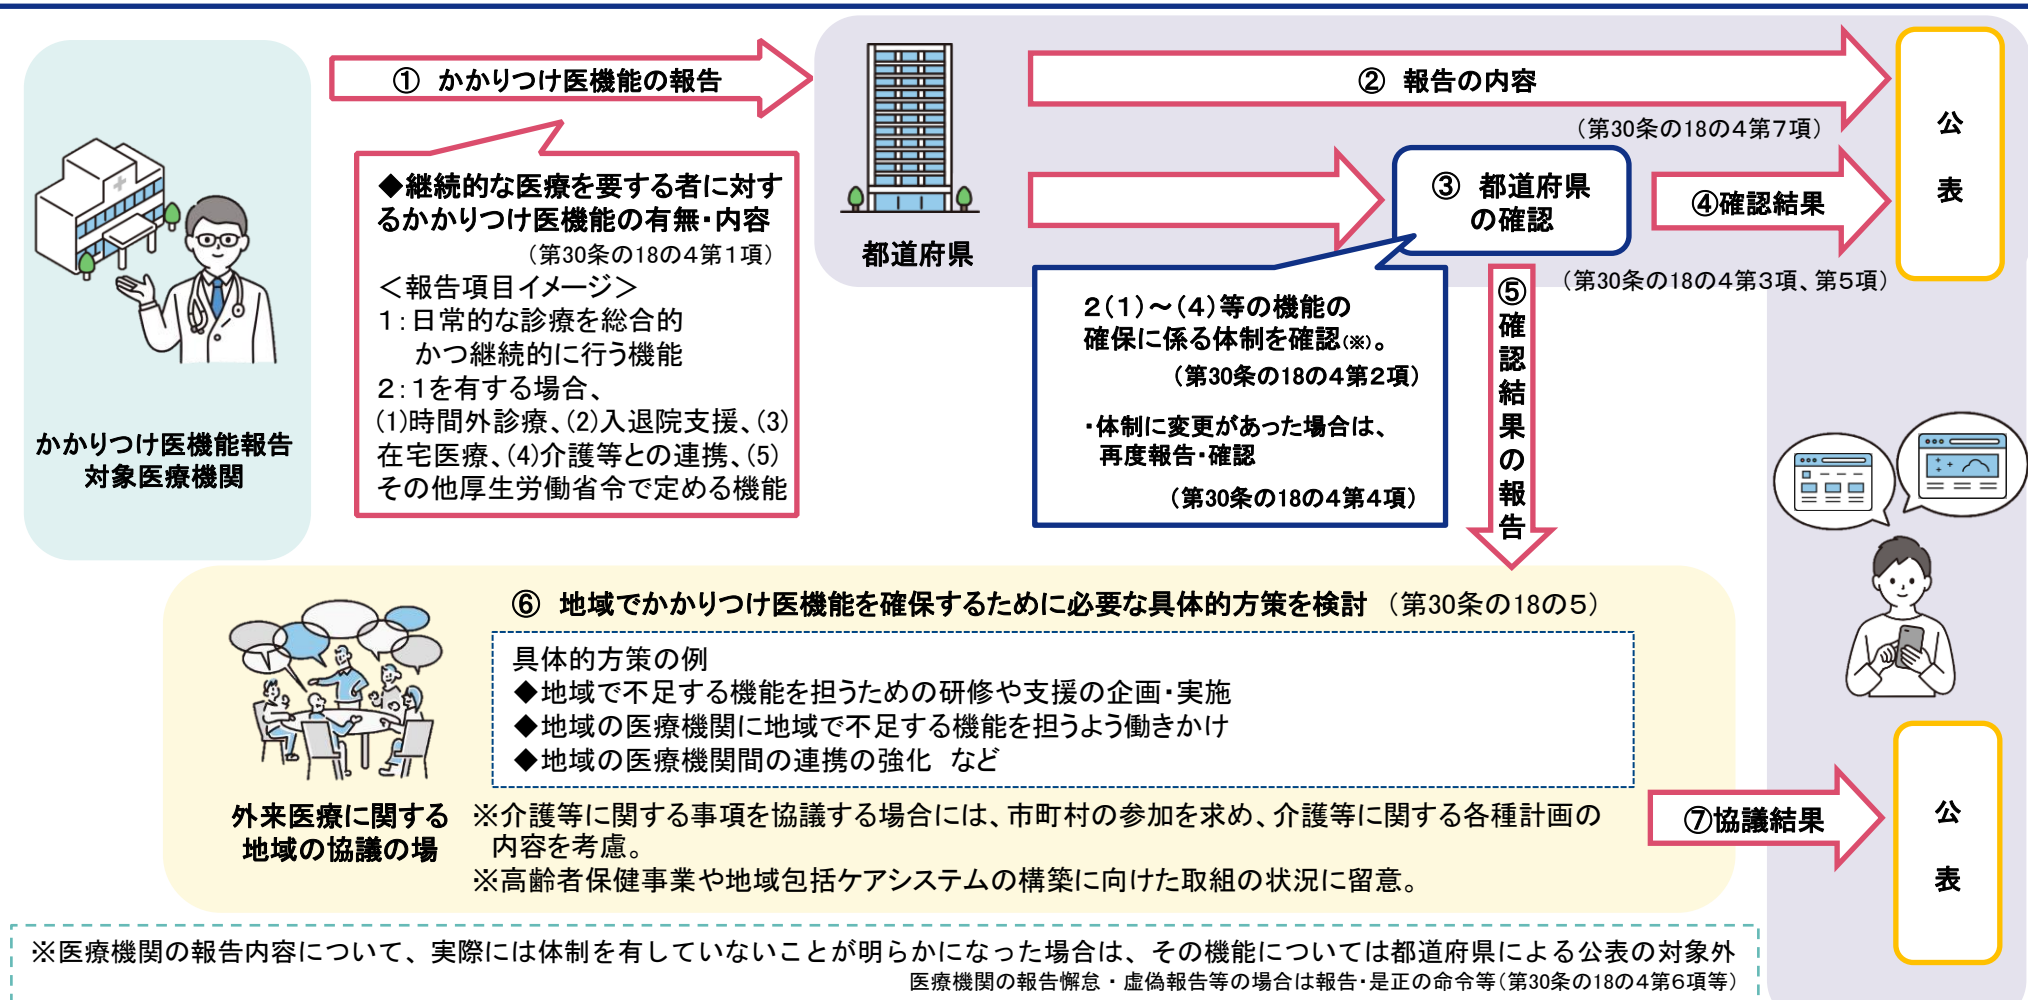 ① かかりつけ医機能の報告
② 報告の内容
(第30条の18の4第7項)
公
表
◆継続的な医療を要する者に対す
るかかりつけ医機能の有無・内容
(第30条の18の4第1項)
<報告項目イメージ>
1:日常的な診療を総合的
かつ継続的に行う機能
2:1を有する場合、
(1)時間外診療、(2)入退院支援、(3)
在宅医療、(4)介護等との連携、(5)
その他厚生労働省令で定める機能
都道府県
③ 都道府県
の確認
④確認結果
(第30条の18の4第3項、第5項)
2(1)~(4)等の機能の
確保に係る体制を確認(※)。
(第30条の18の4第2項)
・体制に変更があった場合は、
再度報告・確認
(第30条の18の4第4項)
⑤確認結果の報告
かかりつけ医機能報告
対象医療機関
⑥ 地域でかかりつけ医機能を確保するために必要な具体的方策を検討 (第30条の18の5)
具体的方策の例
◆地域で不足する機能を担うための研修や支援の企画・実施
◆地域の医療機関に地域で不足する機能を担うよう働きかけ
◆地域の医療機関間の連携の強化 など
外来医療に関する
地域の協議の場
※介護等に関する事項を協議する場合には、市町村の参加を求め、介護等に関する各種計画の
内容を考慮。
※高齢者保健事業や地域包括ケアシステムの構築に向けた取組の状況に留意。
⑦協議結果
公
表
※医療機関の報告内容について、実際には体制を有していないことが明らかになった場合は、その機能については都道府県による公表の対象外
医療機関の報告懈怠・虚偽報告等の場合は報告・是正の命令等(第30条の18の4第6項等)